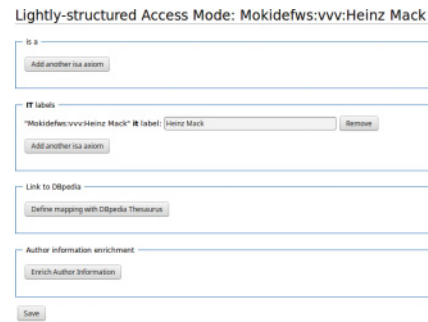 Lightly-structured Access Mode: Mokidefws:vvv:Heinz Mack
is a
Add another isa axiom
IT labels
"Mokidefws:vvv:Heinz Mack" it label: Heinz Mack Remove
Add another isa axiom
Link to DBpedia
Define mapping with DBpedia Thesaurus
Author information enrichment
Enrich Author Information
Save